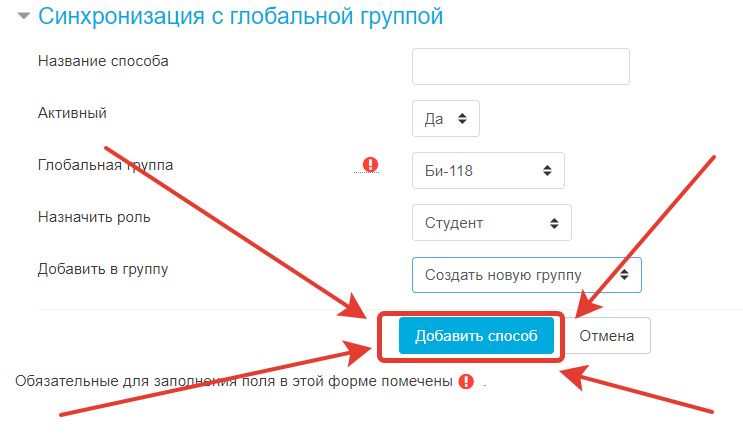 Синхронизация с глобальной группой
Название способа
Активный Да
Глобальная группа Би-118
Назначить роль Студент
Добавить в группу Создать новую группу
Добавить способ Отмена
Обязательные для заполнения поля в этой форме помечены .